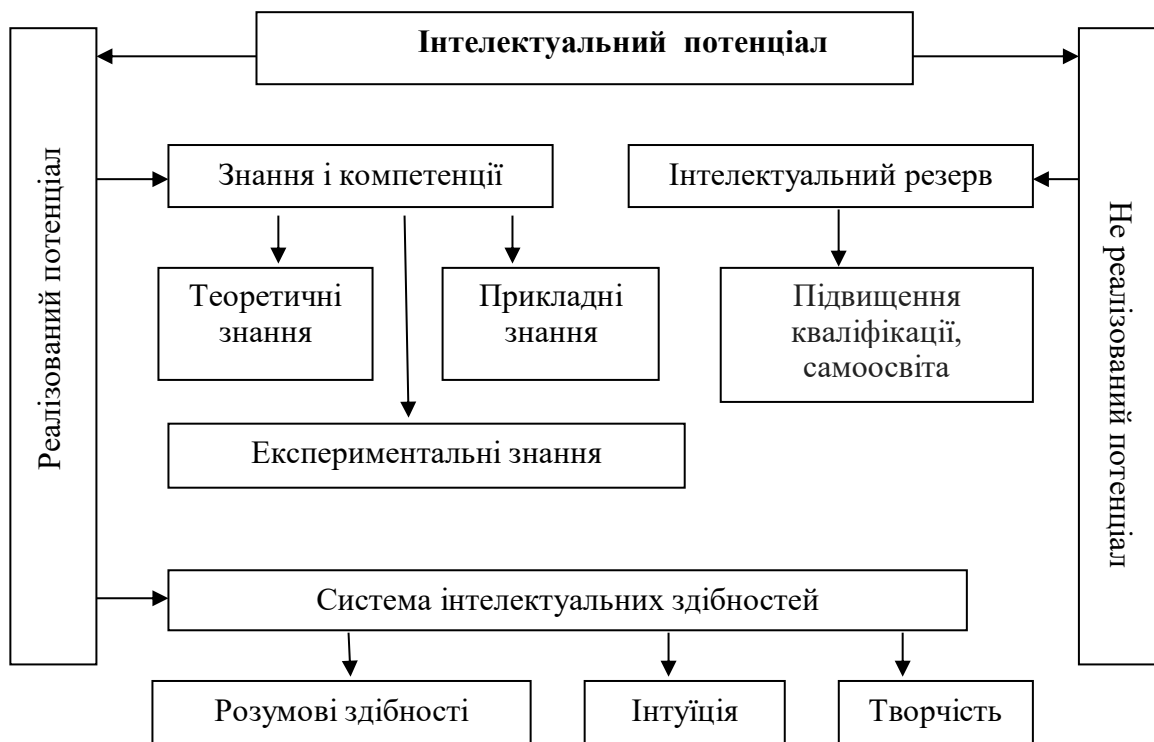 Інтелектуальний потенціал
Реалізований потенціал
Не реалізований потенціал
Знання і компетенції
Інтелектуальний резерв
Теоретичні
знання
Прикладні
знання
Підвищення
кваліфікації,
самоосвіта
Експериментальні знання
Система інтелектуальних здібностей
Розумові здібності
Інтуїція
Творчість